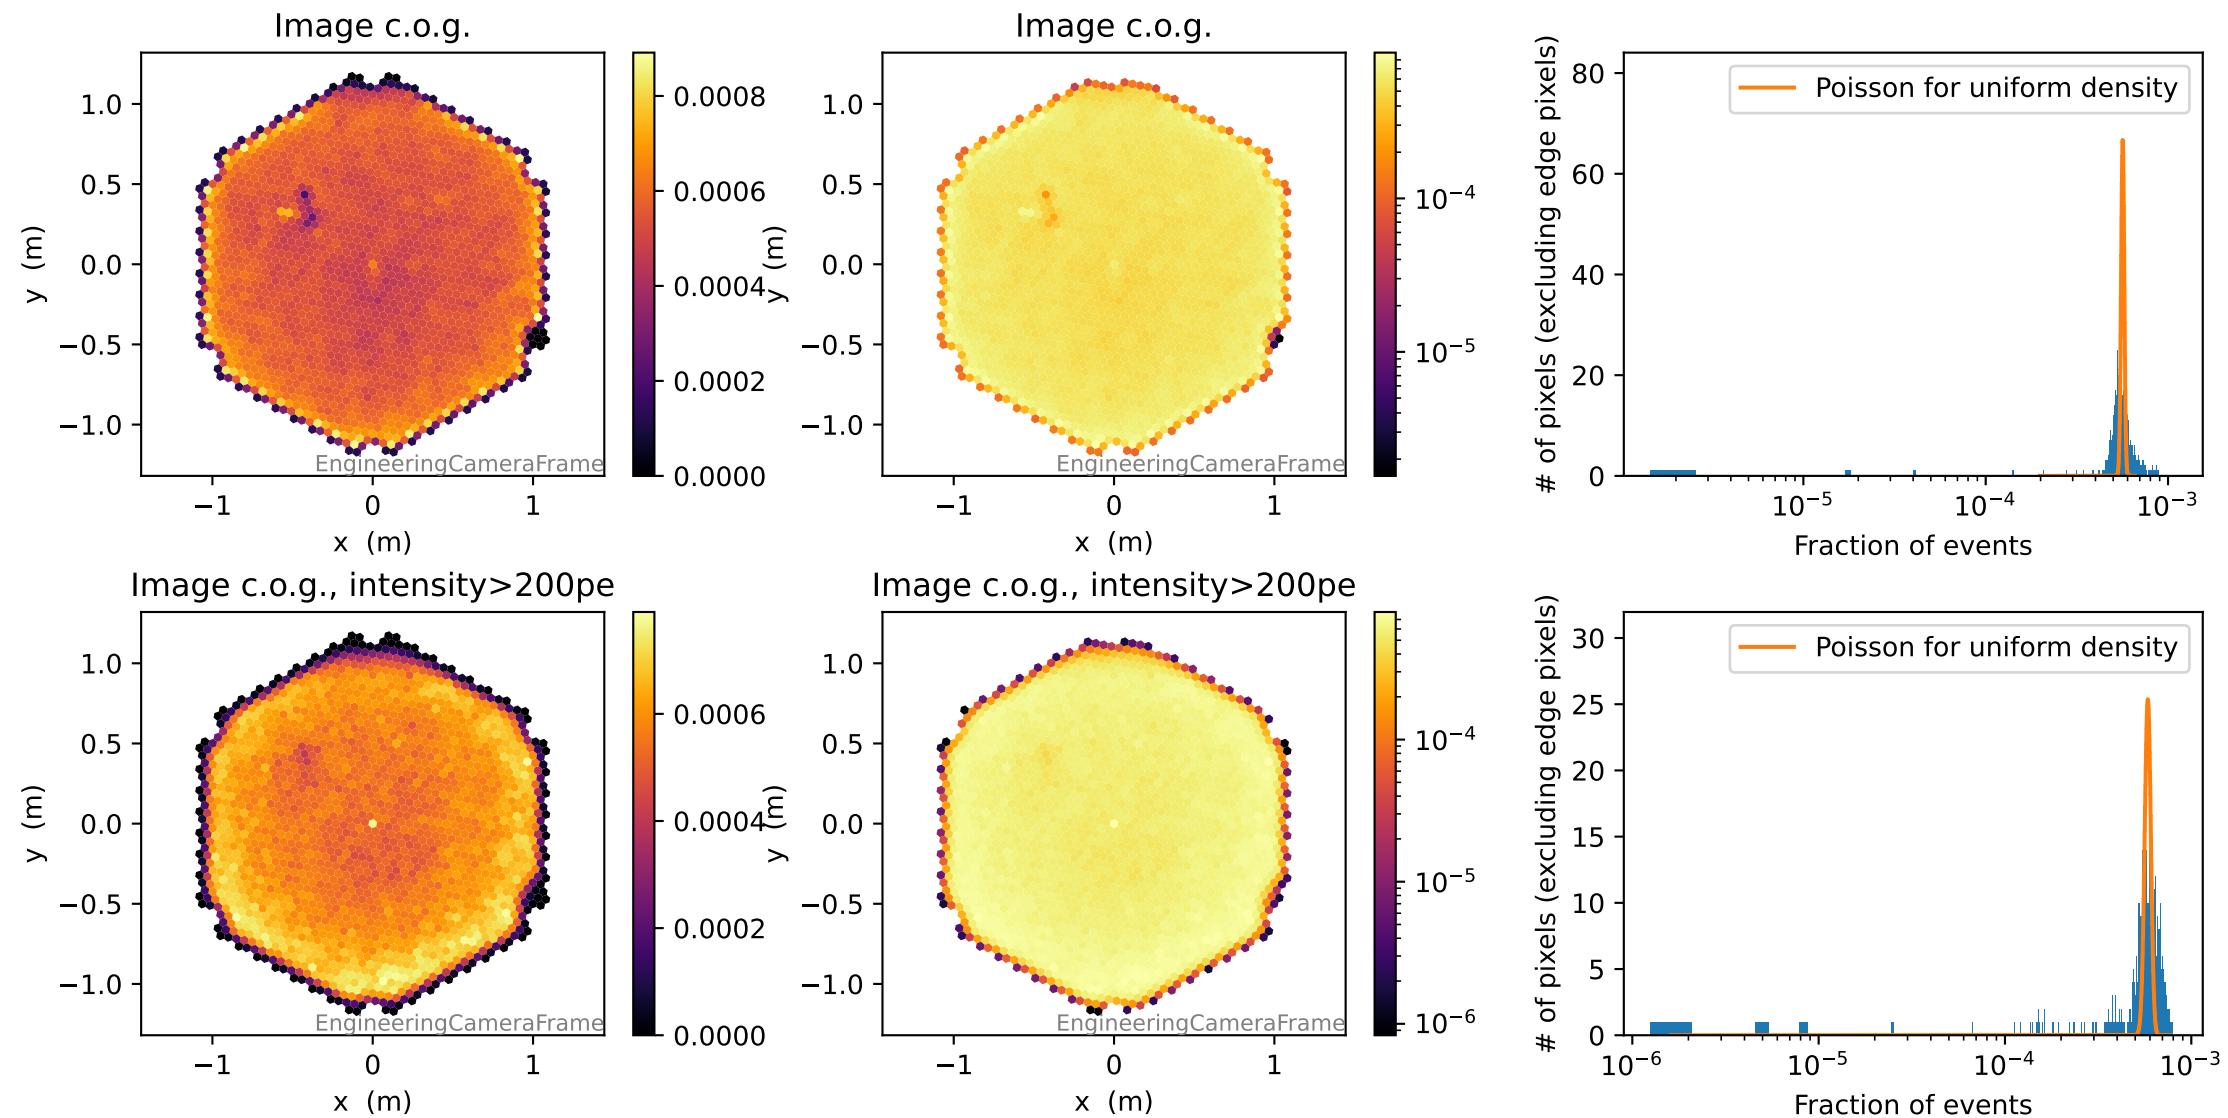 Image c.o.g.
y (m)
1.0
0.5
0.0
−0.5
−1.0
−1
0
1
x (m)
EngineeringCameraFrame
0.0008
0.0006
0.0004
0.0002
0.0000
Image c.o.g.
y (m)
1.0
0.5
0.0
−0.5
−1.0
−1
0
1
x (m)
EngineeringCameraFrame
10⁻⁴
10⁻⁵
# of pixels (excluding edge pixels)
80
60
40
20
0
Poisson for uniform density
10⁻⁵
10⁻⁴
10⁻³
Fraction of events
Image c.o.g., intensity>200pe
y (m)
1.0
0.5
0.0
−0.5
−1.0
−1
0
1
x (m)
EngineeringCameraFrame
0.0006
0.0004
0.0002
0.0000
Image c.o.g., intensity>200pe
y (m)
1.0
0.5
0.0
−0.5
−1.0
−1
0
1
x (m)
EngineeringCameraFrame
10⁻⁴
10⁻⁵
10⁻⁶
# of pixels (excluding edge pixels)
30
25
20
15
10
5
0
Poisson for uniform density
10⁻⁶
10⁻⁵
10⁻⁴
10⁻³
Fraction of events